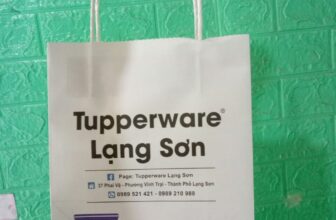 Tupperware®
Lạng Sơn
Page: Tupperware Lạng Sơn
37 Phai Vệ - Phường Vĩnh Trại - Thành Phố Lạng Sơn
0989 521 421 - 0969 210 988